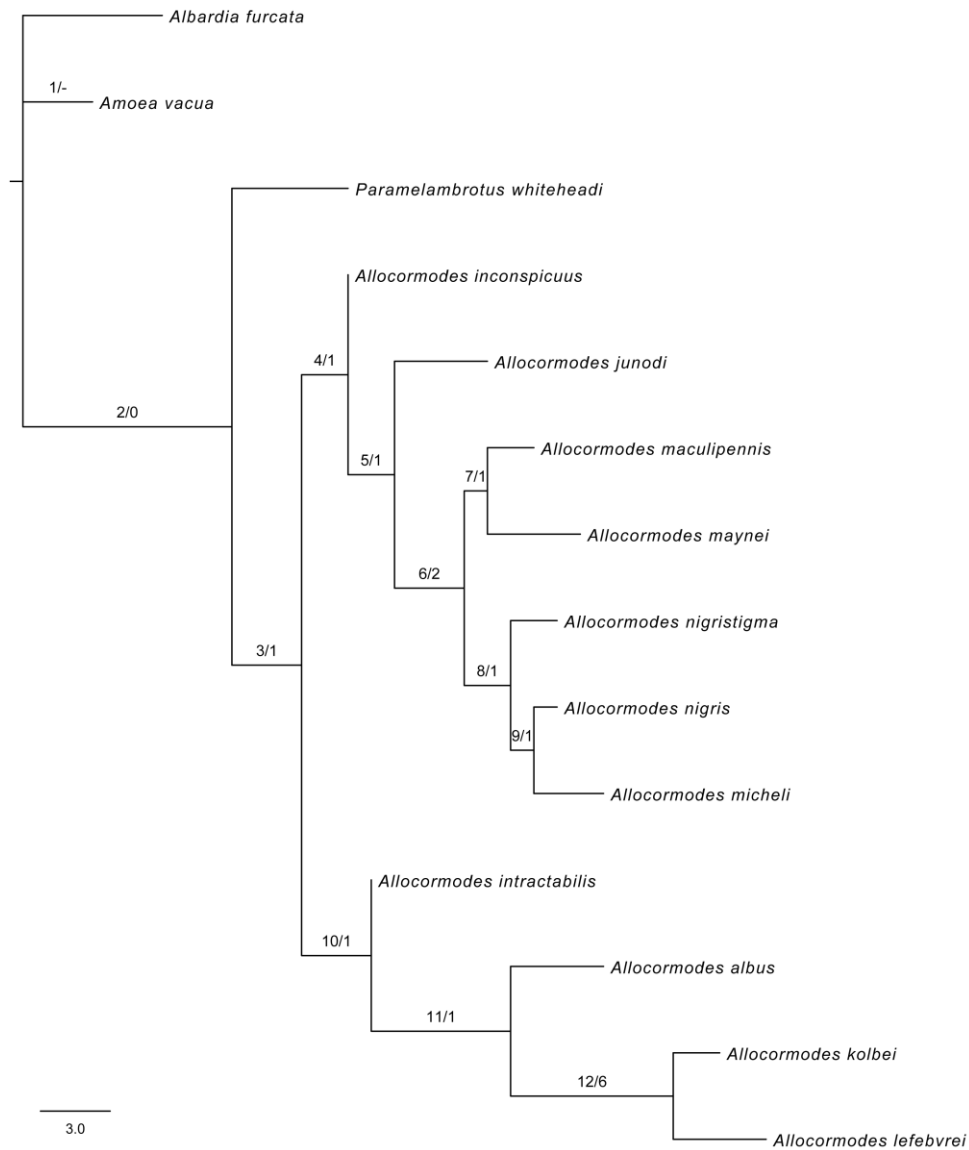 Albardia furcata
1/-
Amoea vacua
Paramelambrotus whiteheadi
Allocormodes inconspicuus
4/1
Allocormodes junodi
2/0
Allocormodes maculipennis
5/1
7/1
Allocormodes maynei
6/2
Allocormodes nigristigma
3/1
8/1
Allocormodes nigris
9/1
Allocormodes micheli
Allocormodes intractabilis
10/1
Allocormodes albus
11/1
Allocormodes kolbei
12/6
3.0
Allocormodes lefebvrei